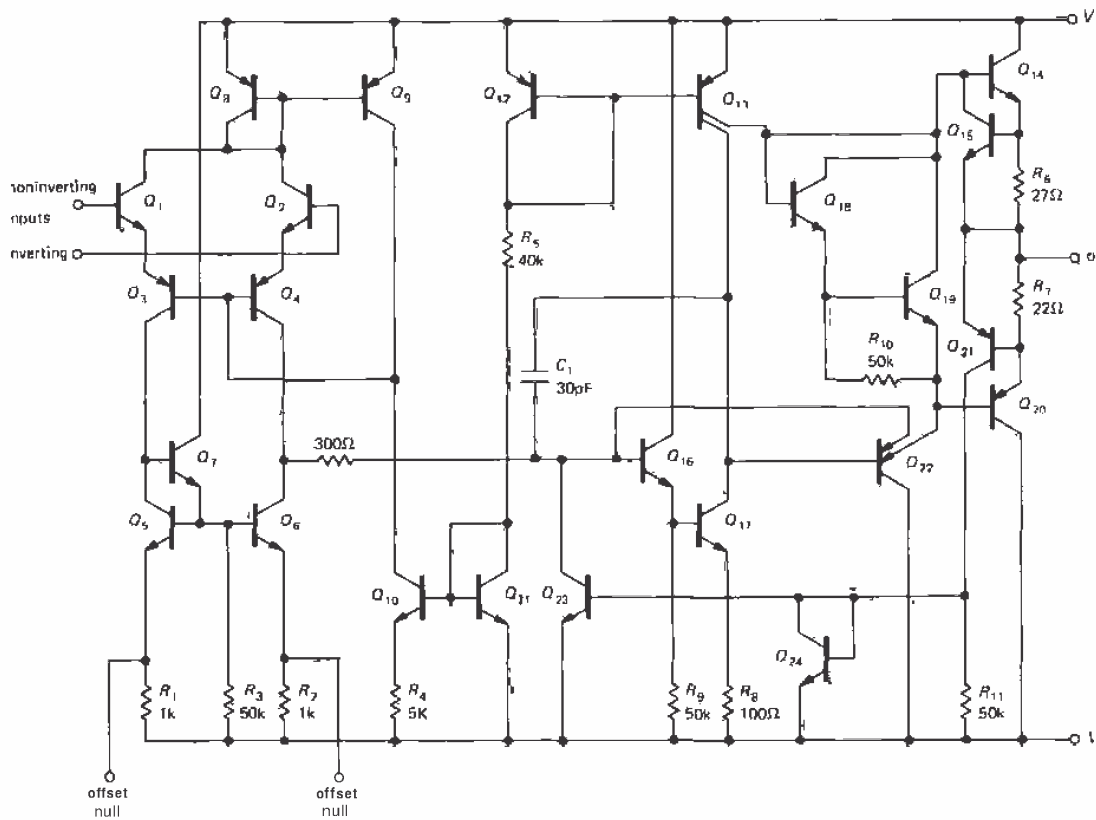 V
Q8
Q9
Q12
Q13
Q14
Q15
noninverting
inputs
inverting
Q1
Q2
Q18
R6
27Ω
R5
40k
Q3
Q4
Q19
R7
22Ω
C1
30pF
R10
50k
Q21
Q20
300Ω
Q7
Q16
Q22
Q5
Q6
Q17
Q10
Q11
Q23
Q24
R1
1k
R3
50k
R2
1k
R4
5K
R9
50k
R8
100Ω
R11
50k
offset
null
offset
null